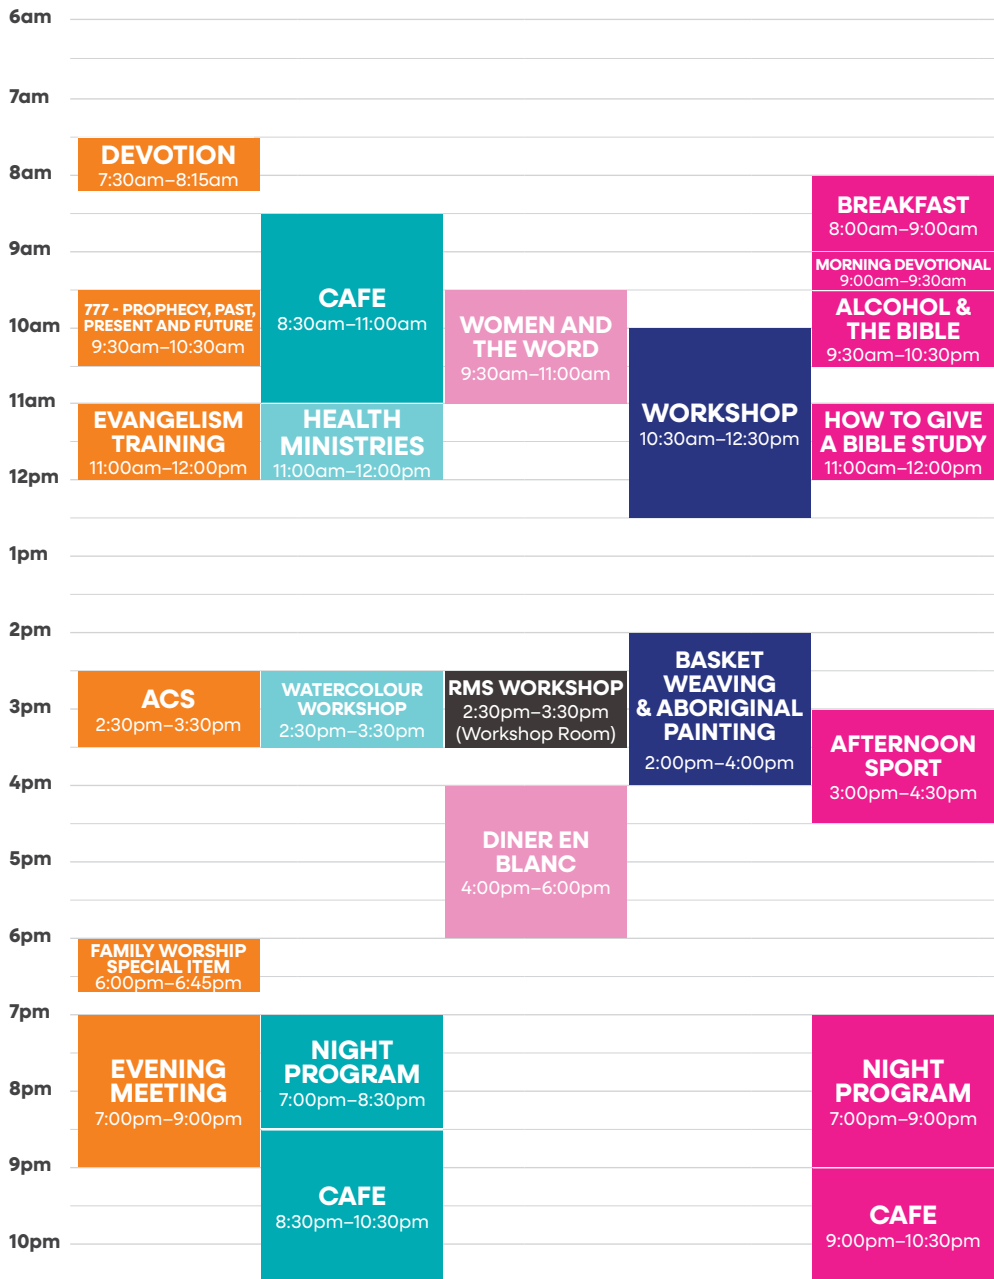 6am
7am
8am
9am
10am
11am
12pm
1pm
2pm
3pm
4pm
5pm
6pm
7pm
8pm
9pm
10pm
DEVOTION
7:30am–8:15am
777 - PROPHECY, PAST,
PRESENT AND FUTURE
9:30am–10:30am
EVANGELISM
TRAINING
11:00am–12:00pm
ACS
2:30pm–3:30pm
FAMILY WORSHIP
SPECIAL ITEM
6:00pm–6:45pm
EVENING
MEETING
7:00pm–9:00pm
CAFE
8:30am–11:00am
HEALTH
MINISTRIES
11:00am–12:00pm
WATERCOLOUR
WORKSHOP
2:30pm–3:30pm
NIGHT
PROGRAM
7:00pm–8:30pm
CAFE
8:30pm–10:30pm
WOMEN AND
THE WORD
9:30am–11:00am
RMS WORKSHOP
2:30pm–3:30pm
(Workshop Room)
DINER EN
BLANC
4:00pm–6:00pm
WORKSHOP
10:30am–12:30pm
BASKET
WEAVING
& ABORIGINAL
PAINTING
2:00pm–4:00pm
BREAKFAST
8:00am–9:00am
MORNING DEVOTIONAL
9:00am–9:30am
ALCOHOL &
THE BIBLE
9:30am–10:30pm
HOW TO GIVE
A BIBLE STUDY
11:00am–12:00pm
AFTERNOON
SPORT
3:00pm–4:30pm
NIGHT
PROGRAM
7:00pm–9:00pm
CAFE
9:00pm–10:30pm